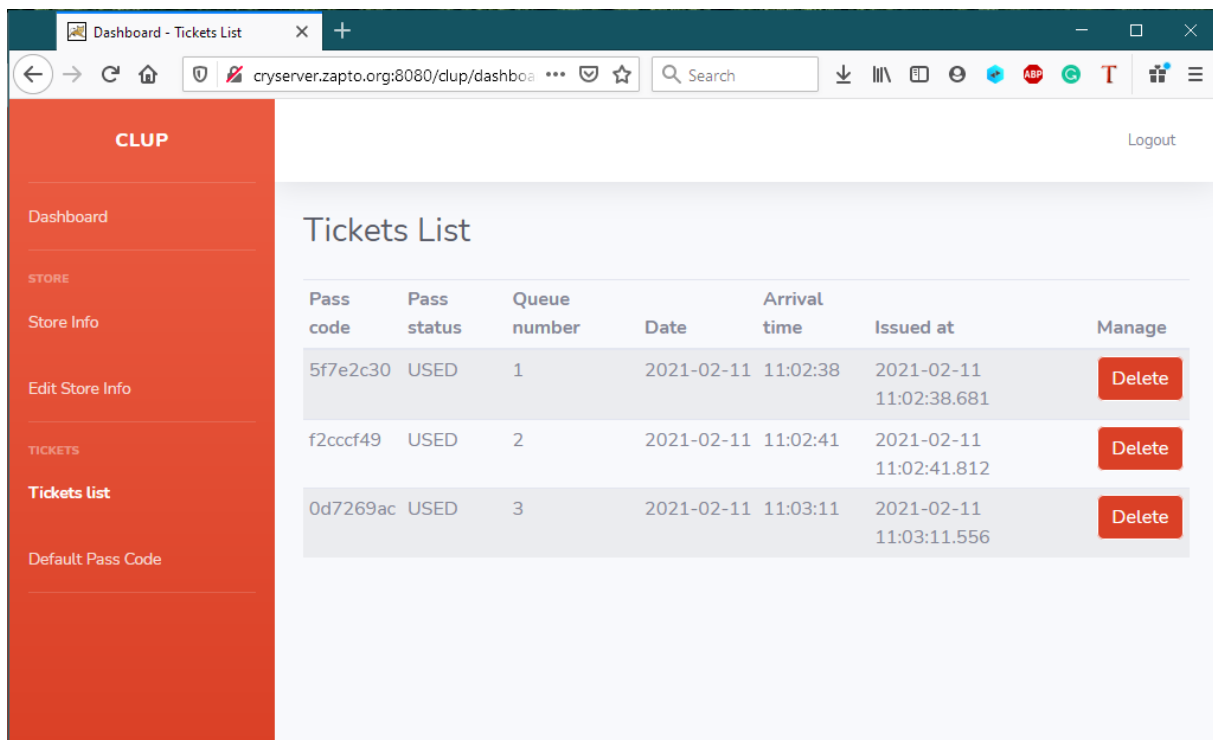 Dashboard - Tickets List
cryserver.zapto.org:8080/clup/dashboa
Search
ABP
G
T
CLUP
Logout
Dashboard
STORE
Store Info
Edit Store Info
TICKETS
Tickets list
Default Pass Code
Tickets List
Pass code Pass status Queue number Date Arrival time Issued at Manage
5f7e2c30 USED 1 2021-02-11 11:02:38 2021-02-11 11:02:38.681 Delete
f2cccf49 USED 2 2021-02-11 11:02:41 2021-02-11 11:02:41.812 Delete
0d7269ac USED 3 2021-02-11 11:03:11 2021-02-11 11:03:11.556 Delete